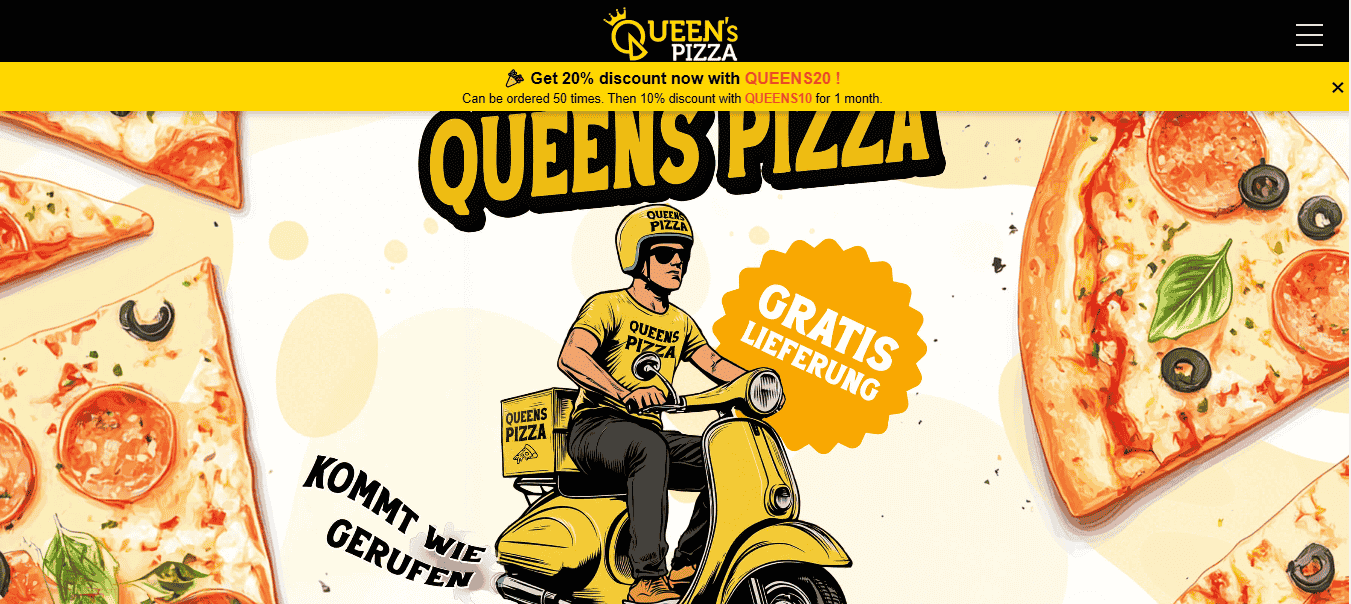 QUEEN'S
PIZZA
Get 20% discount now with QUEENS20 !
Can be ordered 50 times. Then 10% discount with QUEENS10 for 1 month.
QUEENS PIZZA
QUEENS
PIZZA
GRATIS
LIEFERUNG
QUEENS
PIZZA
QUEENS
PIZZA
KOMMT WIE
GERUFEN